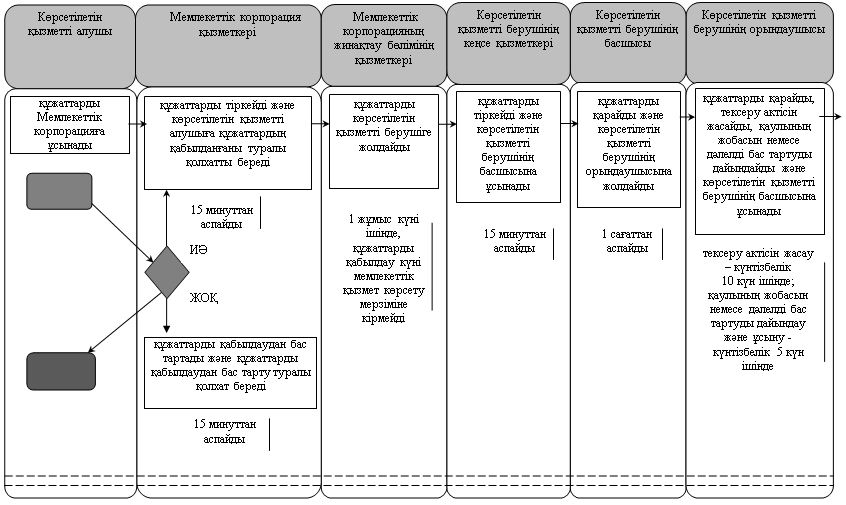 Көрсетілетін
қызметті алушы
Мемлекеттік корпорация
қызметкері
Мемлекеттік
корпорацияның
жинақтау бөлімінің
қызметкері
Көрсетілетін
қызметті берушінің
кеңсе қызметкері
Көрсетілетін
қызметті берушінің
басшысы
Көрсетілетін қызметті
берушінің орындаушысы
құжаттарды
Мемлекеттік
корпорацияға
ұсынады
құжаттарды тіркейді және
көрсетілетін қызметті
алушыға құжаттардың
қабылданғаны туралы
қолхатты береді
15 минуттан
аспайды
ИӘ
ЖОҚ
құжаттарды қабылдаудан бас
тартады және құжаттарды
қабылдаудан бас тарту туралы
қолхат береді
15 минуттан
аспайды
құжаттарды
көрсетілетін
қызметті берушіге
жолдайды
1 жұмыс күні
ішінде,
құжаттарды
қабылдау күні
мемлекеттік
қызмет көрсету
мерзіміне
кірмейді
құжаттарды
тіркейді және
көрсетілетін
қызметті
берушінің
басшысына
ұсынады
15 минуттан
аспайды
құжаттарды
қарайды және
көрсетілетін
қызметті
берушінің
орындаушысына
жолдайды
1 сағаттан
аспайды
құжаттарды қарайды,
тексеру актісін
жасайды, қаулының
жобасын немесе
дәлелді бас тартуды
дайындайды және
көрсетілетін қызметті
берушінің басшысына
ұсынады
тексеру актісін жасау
– күнтізбелік
10 күн ішінде;
қаулының жобасын
немесе дәлелді бас
тартуды дайындау
және ұсыну -
күнтізбелік 5 күн
ішінде